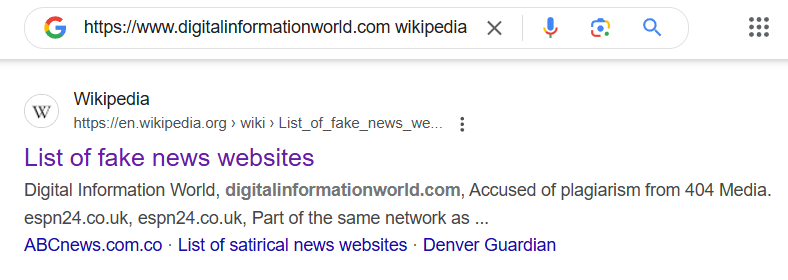 https://www.digitalinformationworld.com wikipedia
Wikipedia
https://en.wikipedia.org › wiki › List_of_fake_news_we...
List of fake news websites
Digital Information World, digitalinformationworld.com, Accused of plagiarism from 404 Media.
espn24.co.uk, espn24.co.uk, Part of the same network as ...
ABCnews.com.co · List of satirical news websites · Denver Guardian